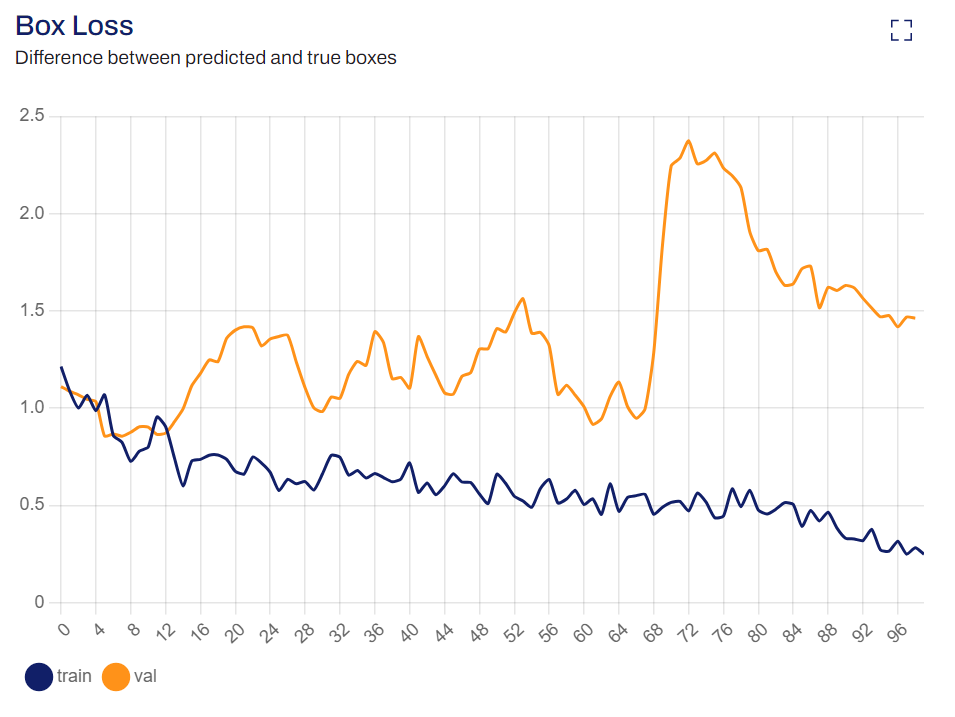 Box Loss
Difference between predicted and true boxes
2.5
2.0
1.5
1.0
0.5
0
0 4 8 12 16 20 24 28 32 36 40 44 48 52 56 60 64 68 72 76 80 84 88 92 96
train val